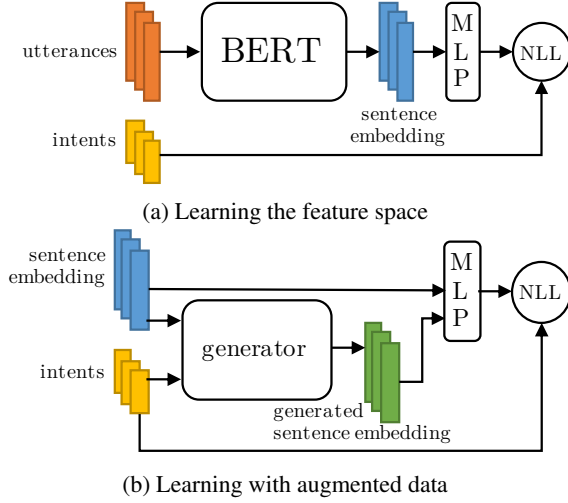 utterances
BERT
M
L
P
NLL
sentence
embedding
intents
(a) Learning the feature space
sentence
embedding
M
L
P
NLL
generator
intents
generated
sentence embedding
(b) Learning with augmented data